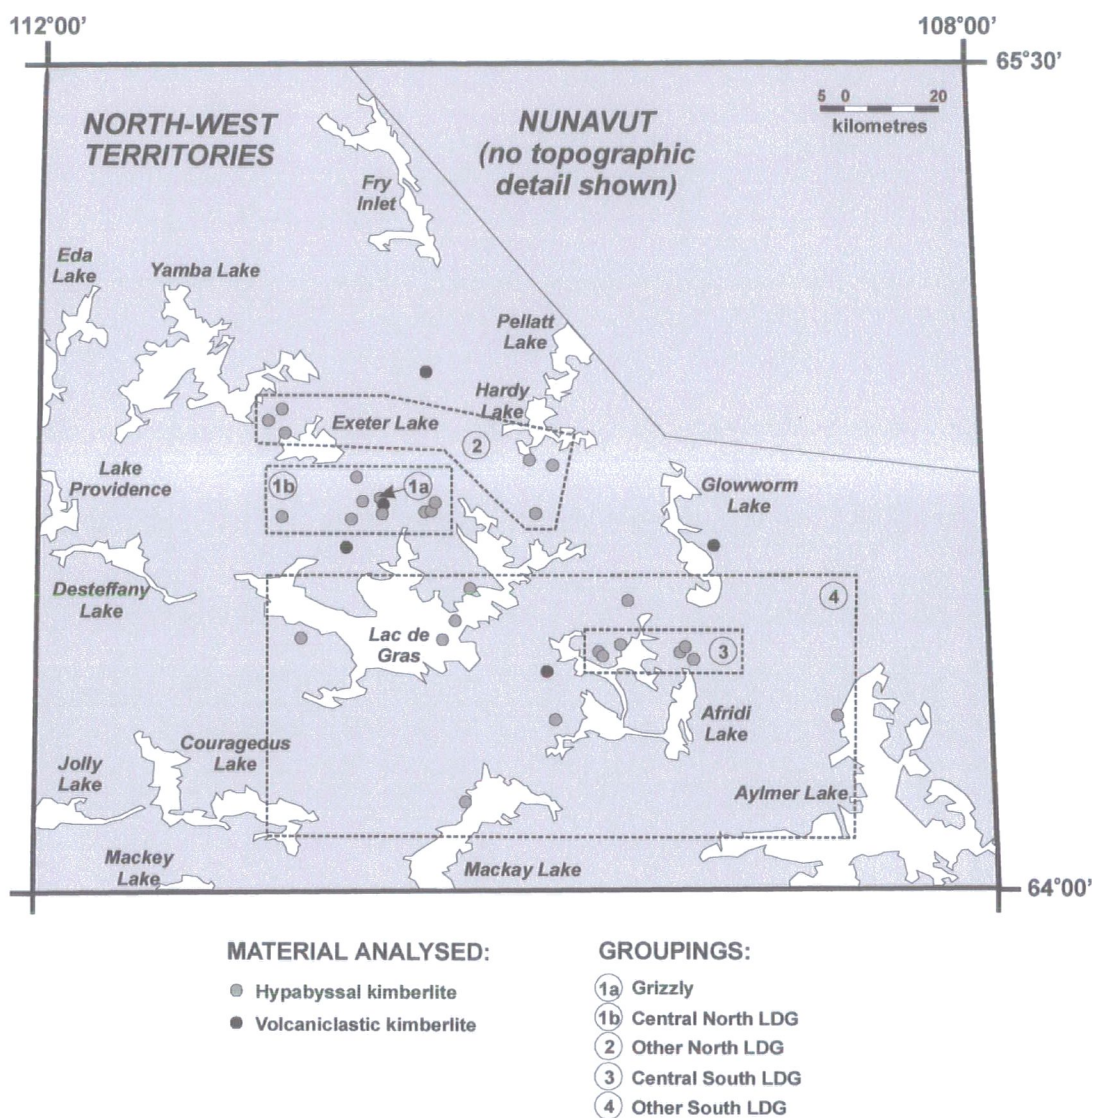 112°00’
108°00’
65°30’
5 0 20
kilometres
NORTH-WEST
TERRITORIES
NUNAVUT
(no topographic
detail shown)
Fry
Inlet
Eda
Lake
Yamba Lake
Pellatt
Lake
Hardy
Lake
Exeter Lake
2
Lake
Providence
1b
1a
Glowworm
Lake
Desteffany
Lake
4
Lac de
Gras
3
Afridi
Lake
Courageous
Lake
Jolly
Lake
Aylmer Lake
Mackey
Lake
Mackay Lake
64°00’
MATERIAL ANALYSED:
Hypabyssal kimberlite
Volcaniclastic kimberlite
GROUPINGS:
1a Grizzly
1b Central North LDG
2 Other North LDG
3 Central South LDG
4 Other South LDG